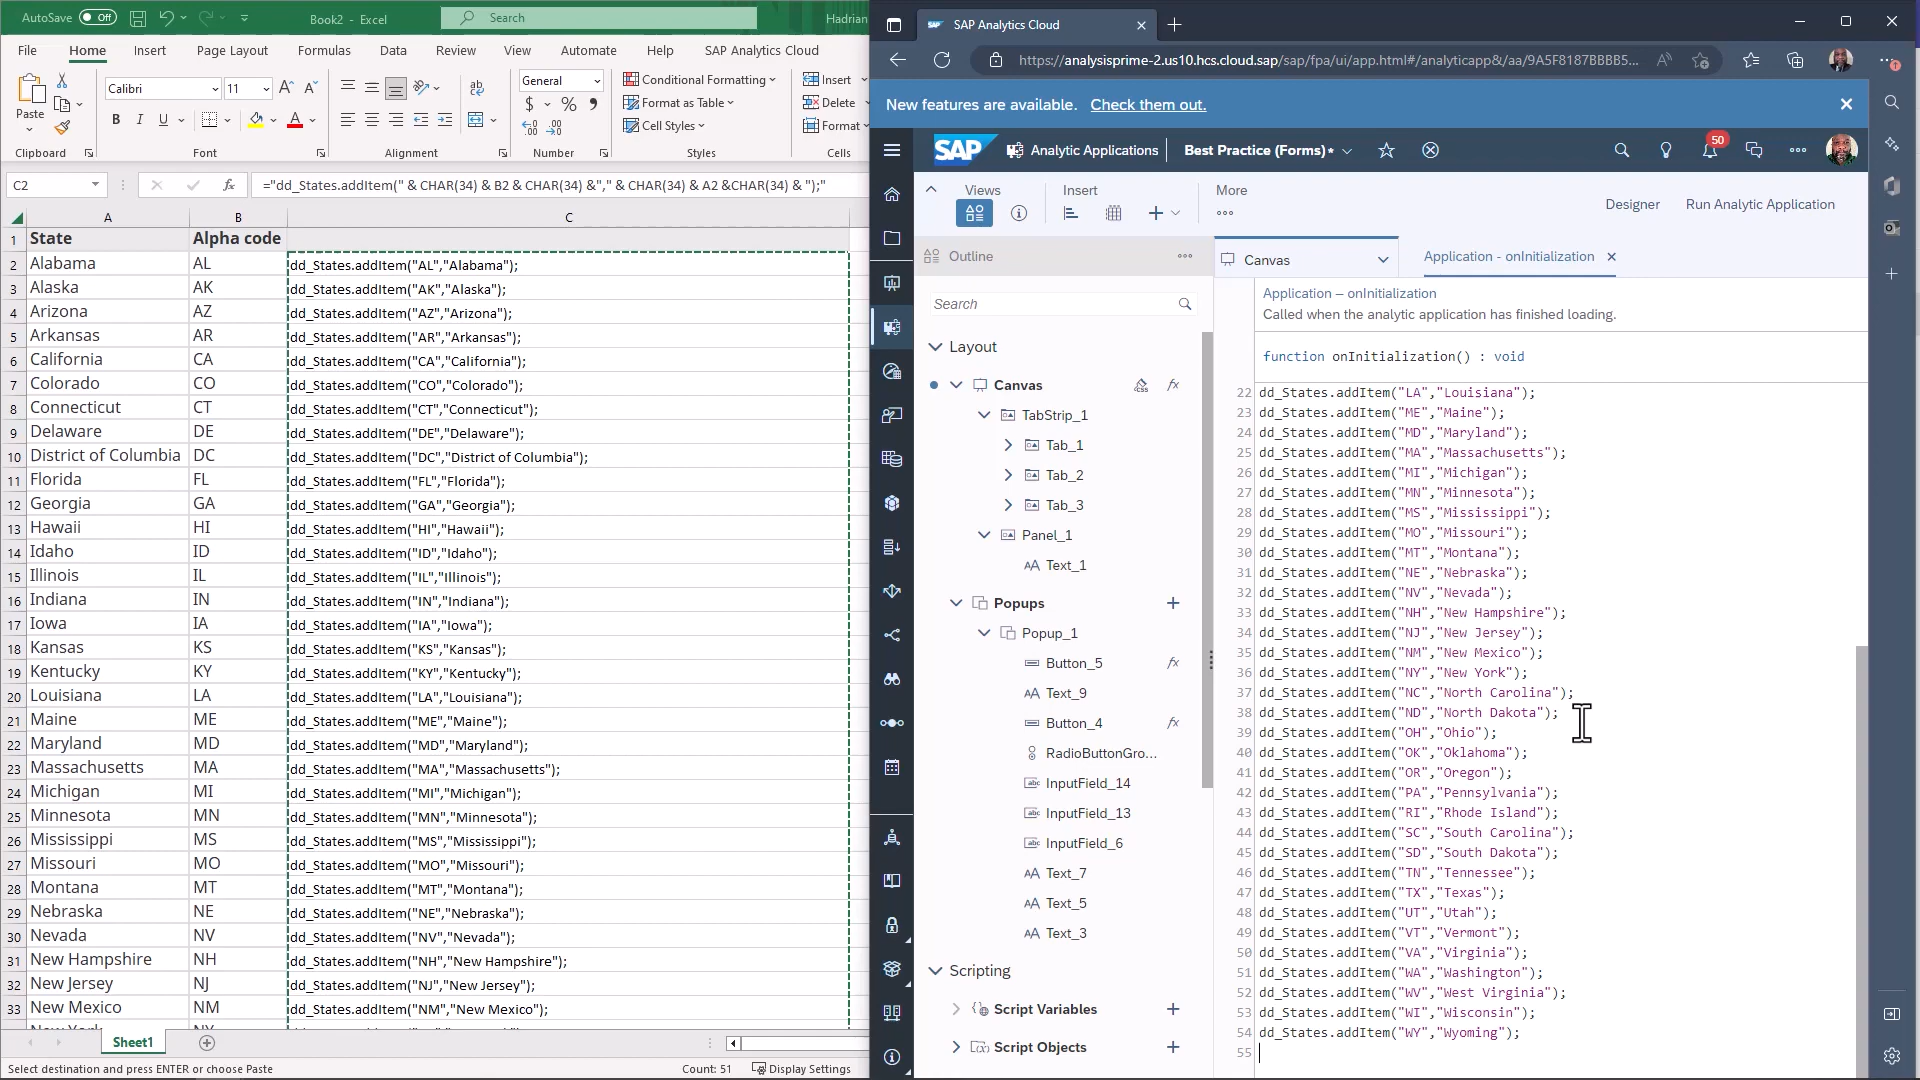 AutoSave Off Book2 - Excel Search Hadrian
File Home Insert Page Layout Formulas Data Review View Automate Help SAP Analytics Cloud
Paste Calibri 11 General Conditional Formatting Insert
Format as Table Delete
Cell Styles Format
Clipboard Font Alignment Number Styles Cells
C2 fx ="dd_States.addItem(" & CHAR(34) & B2 & CHAR(34) &"," & CHAR(34) & A2 &CHAR(34) & ");"
A B C
1 State Alpha code
2 Alabama AL dd_States.addItem("AL","Alabama");
3 Alaska AK dd_States.addItem("AK","Alaska");
4 Arizona AZ dd_States.addItem("AZ","Arizona");
5 Arkansas AR dd_States.addItem("AR","Arkansas");
6 California CA dd_States.addItem("CA","California");
7 Colorado CO dd_States.addItem("CO","Colorado");
8 Connecticut CT dd_States.addItem("CT","Connecticut");
9 Delaware DE dd_States.addItem("DE","Delaware");
10 District of Columbia DC dd_States.addItem("DC","District of Columbia");
11 Florida FL dd_States.addItem("FL","Florida");
12 Georgia GA dd_States.addItem("GA","Georgia");
13 Hawaii HI dd_States.addItem("HI","Hawaii");
14 Idaho ID dd_States.addItem("ID","Idaho");
15 Illinois IL dd_States.addItem("IL","Illinois");
16 Indiana IN dd_States.addItem("IN","Indiana");
17 Iowa IA dd_States.addItem("IA","Iowa");
18 Kansas KS dd_States.addItem("KS","Kansas");
19 Kentucky KY dd_States.addItem("KY","Kentucky");
20 Louisiana LA dd_States.addItem("LA","Louisiana");
21 Maine ME dd_States.addItem("ME","Maine");
22 Maryland MD dd_States.addItem("MD","Maryland");
23 Massachusetts MA dd_States.addItem("MA","Massachusetts");
24 Michigan MI dd_States.addItem("MI","Michigan");
25 Minnesota MN dd_States.addItem("MN","Minnesota");
26 Mississippi MS dd_States.addItem("MS","Mississippi");
27 Missouri MO dd_States.addItem("MO","Missouri");
28 Montana MT dd_States.addItem("MT","Montana");
29 Nebraska NE dd_States.addItem("NE","Nebraska");
30 Nevada NV dd_States.addItem("NV","Nevada");
31 New Hampshire NH dd_States.addItem("NH","New Hampshire");
32 New Jersey NJ dd_States.addItem("NJ","New Jersey");
33 New Mexico NM dd_States.addItem("NM","New Mexico");
Sheet1
Select destination and press ENTER or choose Paste Count: 51 Display Settings
SAP Analytics Cloud
https://analysisprime-2.us10.hcs.cloud.sap/sap/fpa/ui/app.html#/analyticapp&/aa/9A5F8187BBBB5...
New features are available. Check them out.
SAP Analytic Applications Best Practice (Forms)* 50
Views Insert More
Designer Run Analytic Application
Outline
Search
Layout
Canvas fx
TabStrip_1
Tab_1
Tab_2
Tab_3
Panel_1
AA Text_1
Popups
Popup_1
Button_5 fx
AA Text_9
Button_4 fx
RadioButtonGro...
InputField_14
InputField_13
InputField_6
AA Text_7
AA Text_5
AA Text_3
Scripting
Script Variables
Script Objects
Canvas Application - onInitialization
Application – onInitialization
Called when the analytic application has finished loading.
function onInitialization() : void
22 dd_States.addItem("LA","Louisiana");
23 dd_States.addItem("ME","Maine");
24 dd_States.addItem("MD","Maryland");
25 dd_States.addItem("MA","Massachusetts");
26 dd_States.addItem("MI","Michigan");
27 dd_States.addItem("MN","Minnesota");
28 dd_States.addItem("MS","Mississippi");
29 dd_States.addItem("MO","Missouri");
30 dd_States.addItem("MT","Montana");
31 dd_States.addItem("NE","Nebraska");
32 dd_States.addItem("NV","Nevada");
33 dd_States.addItem("NH","New Hampshire");
34 dd_States.addItem("NJ","New Jersey");
35 dd_States.addItem("NM","New Mexico");
36 dd_States.addItem("NY","New York");
37 dd_States.addItem("NC","North Carolina");
38 dd_States.addItem("ND","North Dakota");
39 dd_States.addItem("OH","Ohio");
40 dd_States.addItem("OK","Oklahoma");
41 dd_States.addItem("OR","Oregon");
42 dd_States.addItem("PA","Pennsylvania");
43 dd_States.addItem("RI","Rhode Island");
44 dd_States.addItem("SC","South Carolina");
45 dd_States.addItem("SD","South Dakota");
46 dd_States.addItem("TN","Tennessee");
47 dd_States.addItem("TX","Texas");
48 dd_States.addItem("UT","Utah");
49 dd_States.addItem("VT","Vermont");
50 dd_States.addItem("VA","Virginia");
51 dd_States.addItem("WA","Washington");
52 dd_States.addItem("WV","West Virginia");
53 dd_States.addItem("WI","Wisconsin");
54 dd_States.addItem("WY","Wyoming");
55